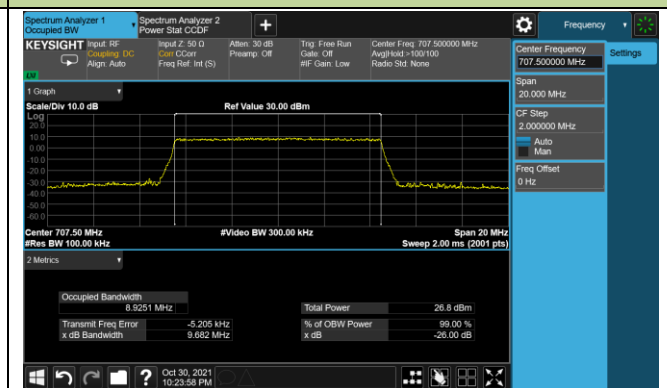 Spectrum Analyzer 1
Occupied BW
Spectrum Analyzer 2
Power Stat CCDF
+
Frequency
KEYSIGHT
Input: RF
Coupling: DC
Align: Auto
Input Z: 50 Ω
Corr CCorr
Freq Ref: Int (S)
Atten: 30 dB
Preamp: Off
Trig: Free Run
Gate: Off
#IF Gain: Low
Center Freq: 707.500000 MHz
Avg|Hold:>100/100
Radio Std: None
Center Frequency
707.500000 MHz
Settings
Span
20.000 MHz
CF Step
2.000000 MHz
Auto
Man
Freq Offset
0 Hz
1 Graph
Scale/Div 10.0 dB
Ref Value 30.00 dBm
Log
20.0
10.0
0.00
-10.0
-20.0
-30.0
-40.0
-50.0
-60.0
Center 707.50 MHz
#Video BW 300.00 kHz
Span 20 MHz
#Res BW 100.00 kHz
Sweep 2.00 ms (2001 pts)
2 Metrics
Occupied Bandwidth
8.9251 MHz
Total Power
26.8 dBm
Transmit Freq Error
-5.205 kHz
% of OBW Power
99.00 %
x dB Bandwidth
9.682 MHz
x dB
-26.00 dB
?
Oct 30, 2021
10:23:58 PM